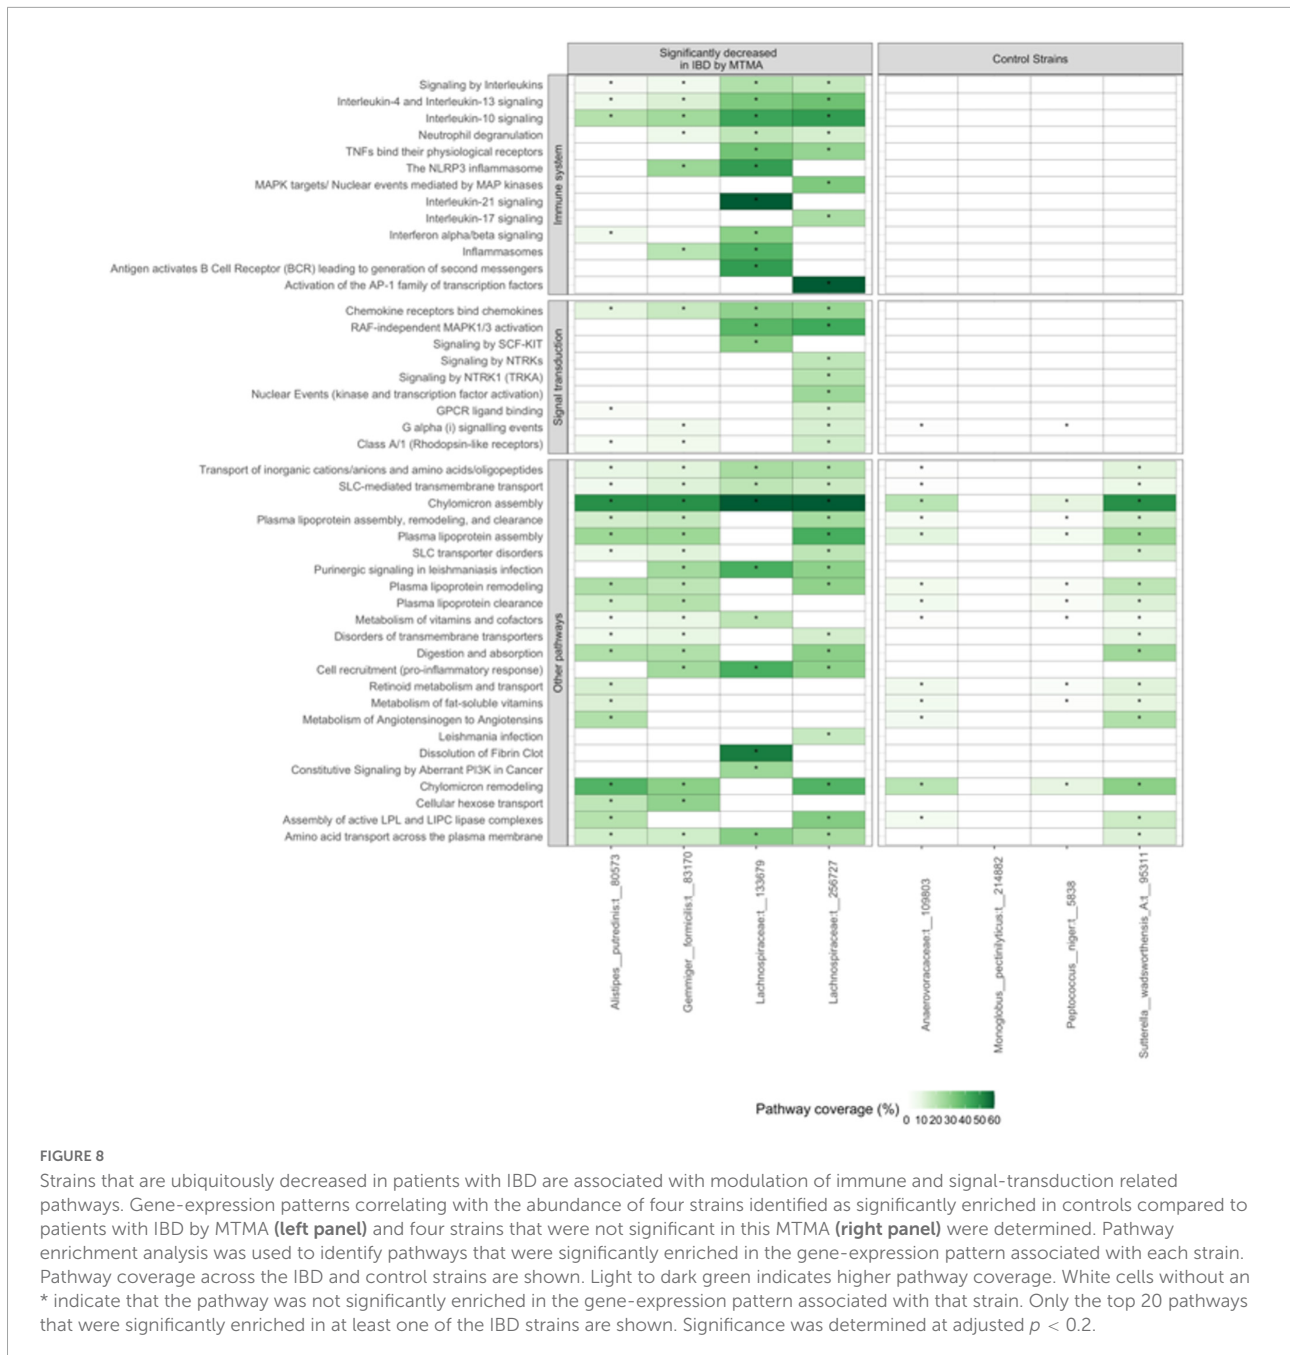 Significantly decreased
in IBD by MTMA
Control Strains
Immune system
Signaling by Interleukins
Interleukin-4 and Interleukin-13 signaling
Interleukin-10 signaling
Neutrophil degranulation
TNFs bind their physiological receptors
The NLRP3 inflammasome
MAPK targets/ Nuclear events mediated by MAP kinases
Interleukin-21 signaling
Interleukin-17 signaling
Interferon alpha/beta signaling
Inflammasomes
Antigen activates B Cell Receptor (BCR) leading to generation of second messengers
Activation of the AP-1 family of transcription factors
Signal transduction
Chemokine receptors bind chemokines
RAF-independent MAPK1/3 activation
Signaling by SCF-KIT
Signaling by NTRKs
Signaling by NTRK1 (TRKA)
Nuclear Events (kinase and transcription factor activation)
GPCR ligand binding
G alpha (i) signalling events
Class A/1 (Rhodopsin-like receptors)
Other pathways
Transport of inorganic cations/anions and amino acids/oligopeptides
SLC-mediated transmembrane transport
Chylomicron assembly
Plasma lipoprotein assembly, remodeling, and clearance
Plasma lipoprotein assembly
SLC transporter disorders
Purinergic signaling in leishmaniasis infection
Plasma lipoprotein remodeling
Plasma lipoprotein clearance
Metabolism of vitamins and cofactors
Disorders of transmembrane transporters
Digestion and absorption
Cell recruitment (pro-inflammatory response)
Retinoid metabolism and transport
Metabolism of fat-soluble vitamins
Metabolism of Angiotensinogen to Angiotensins
Leishmania infection
Dissolution of Fibrin Clot
Constitutive Signaling by Aberrant PI3K in Cancer
Chylomicron remodeling
Cellular hexose transport
Assembly of active LPL and LIPC lipase complexes
Amino acid transport across the plasma membrane
Alistipes__putredinis:t__80573
Gemmiger__formicilis:t__83170
Lachnospiraceae:t__133679
Lachnospiraceae:t__256727
Anaerovoracaceae:t__109803
Monoglobus__pectinilyticus:t__214882
Peptococcus__niger:t__5838
Sutterella__wadsworthensis_A:t__95311
Pathway coverage (%)
0 10 20 30 40 50 60
FIGURE 8
Strains that are ubiquitously decreased in patients with IBD are associated with modulation of immune and signal-transduction related
pathways. Gene-expression patterns correlating with the abundance of four strains identified as significantly enriched in controls compared to
patients with IBD by MTMA (left panel) and four strains that were not significant in this MTMA (right panel) were determined. Pathway
enrichment analysis was used to identify pathways that were significantly enriched in the gene-expression pattern associated with each strain.
Pathway coverage across the IBD and control strains are shown. Light to dark green indicates higher pathway coverage. White cells without an
* indicate that the pathway was not significantly enriched in the gene-expression pattern associated with that strain. Only the top 20 pathways
that were significantly enriched in at least one of the IBD strains are shown. Significance was determined at adjusted p < 0.2.